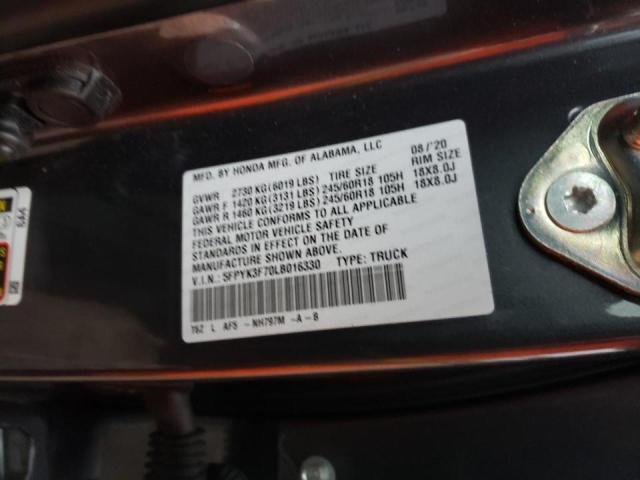 MFD. BY HONDA MFG. OF ALABAMA, LLC 08/'20
GVWR 2730 KG(6019 LBS) TIRE SIZE RIM SIZE
GAWR F 1420 KG(3131 LBS) 245/60R18 105H 18X8.0J
GAWR R 1460 KG(3219 LBS) 245/60R18 105H 18X8.0J
THIS VEHICLE CONFORMS TO ALL APPLICABLE
FEDERAL MOTOR VEHICLE SAFETY
STANDARDS IN EFFECT ON THE DATE OF
MANUFACTURE SHOWN ABOVE.
V.I.N.: 5FPYK3F70LB016330 TYPE: TRUCK
T6Z L AF5 -NH797M -A -B